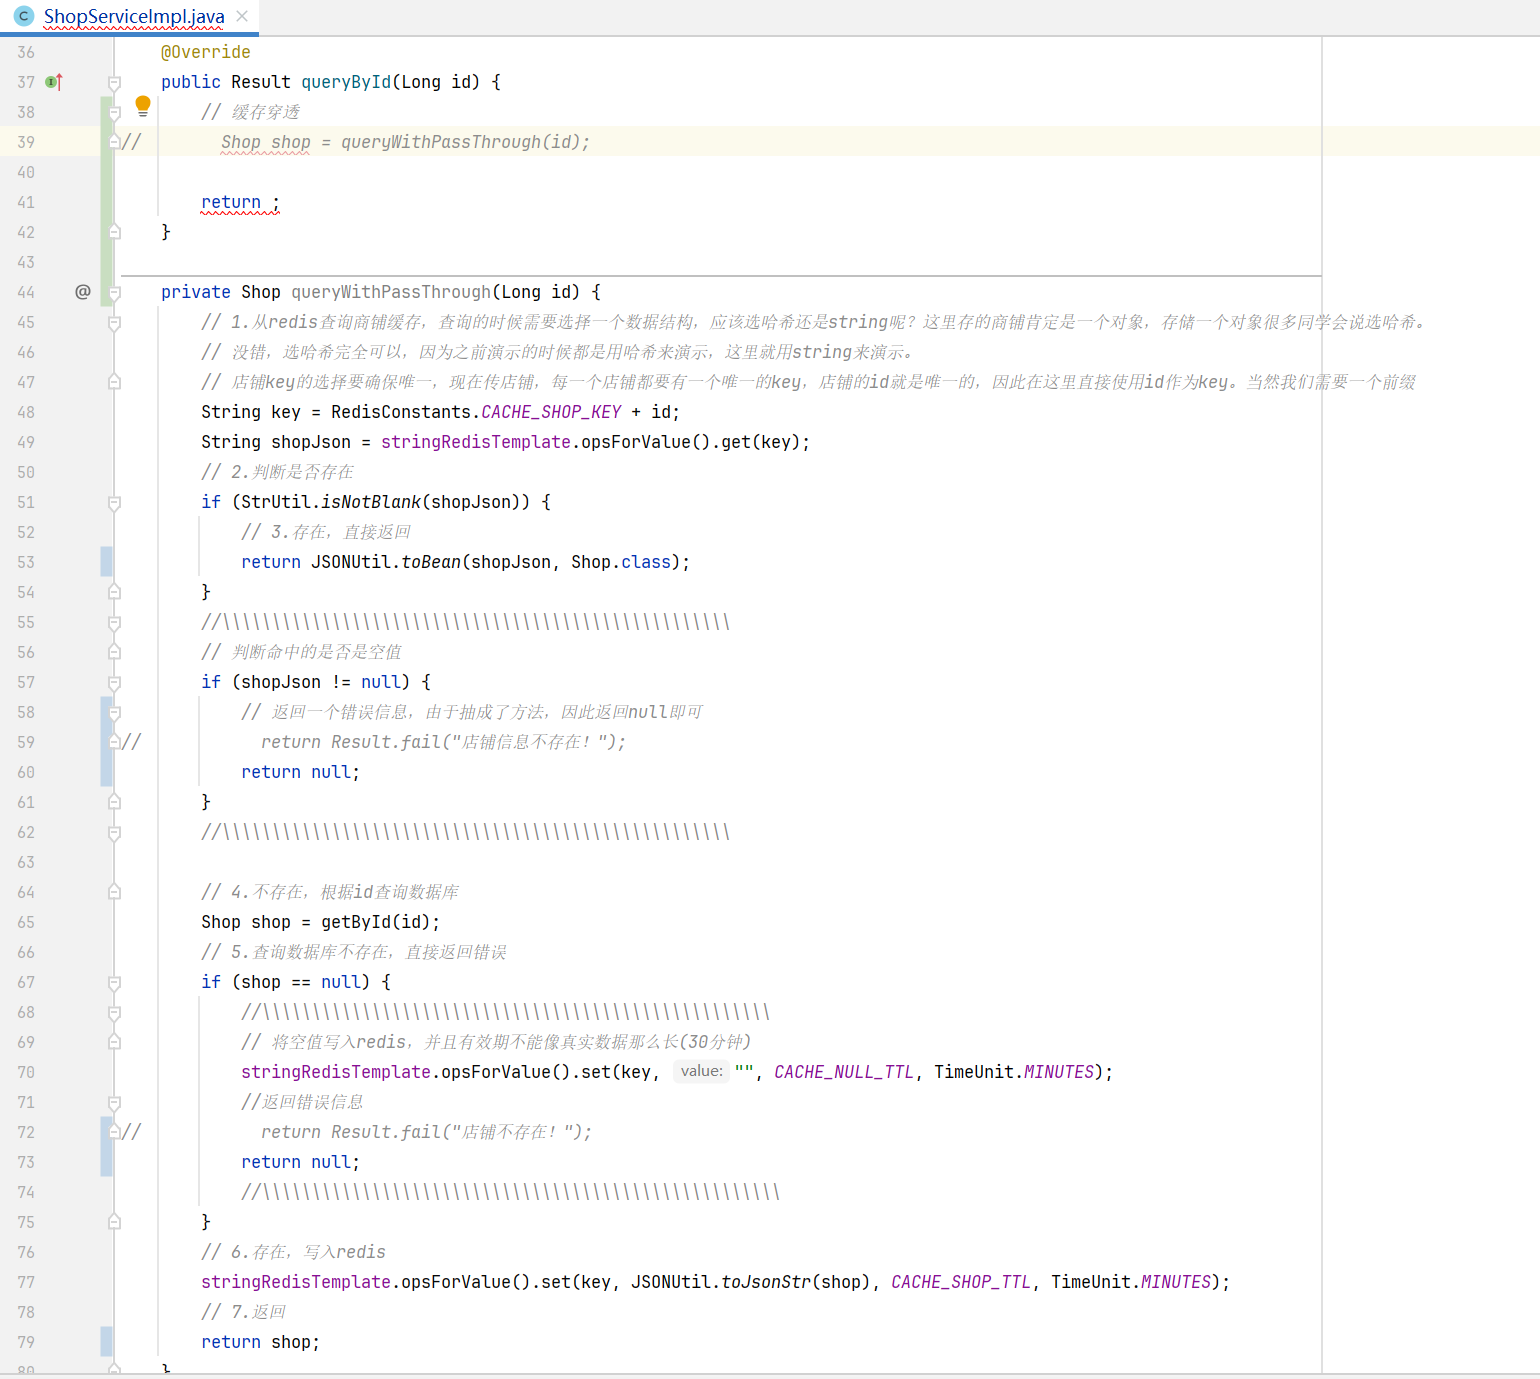 ShopServiceImpl.java
36 @Override
37 public Result queryById(Long id) {
38 // 缓存穿透
39 // Shop shop = queryWithPassThrough(id);
40
41 return ;
42 }
43
44 @ private Shop queryWithPassThrough(Long id) {
45 // 1.从redis查询商铺缓存，查询的时候需要选择一个数据结构，应该选哈希还是string呢？这里存的商铺肯定是一个对象，存储一个对象很多同学会说选哈希。
46 // 没错，选哈希完全可以，因为之前演示的时候都是用哈希来演示，这里就用string来演示。
47 // 店铺key的选择要确保唯一，现在传店铺，每一个店铺都要有一个唯一的key，店铺的id就是唯一的，因此在这里直接使用id作为key。当然我们需要一个前缀
48 String key = RedisConstants.CACHE_SHOP_KEY + id;
49 String shopJson = stringRedisTemplate.opsForValue().get(key);
50 // 2.判断是否存在
51 if (StrUtil.isNotBlank(shopJson)) {
52 // 3.存在，直接返回
53 return JSONUtil.toBean(shopJson, Shop.class);
54 }
55 //\\\\\\\\\\\\\\\\\\\\\\\\\\\\\\\\\\\\\\\\\\\\\\\\\\\
56 // 判断命中的是否是空值
57 if (shopJson != null) {
58 // 返回一个错误信息，由于抽成了方法，因此返回null即可
59 // return Result.fail("店铺信息不存在！");
60 return null;
61 }
62 //\\\\\\\\\\\\\\\\\\\\\\\\\\\\\\\\\\\\\\\\\\\\\\\\\\\
63
64 // 4.不存在，根据id查询数据库
65 Shop shop = getById(id);
66 // 5.查询数据库不存在，直接返回错误
67 if (shop == null) {
68 //\\\\\\\\\\\\\\\\\\\\\\\\\\\\\\\\\\\\\\\\\\\\\\\\\\\
69 // 将空值写入redis，并且有效期不能像真实数据那么长(30分钟)
70 stringRedisTemplate.opsForValue().set(key, value: "", CACHE_NULL_TTL, TimeUnit.MINUTES);
71 //返回错误信息
72 // return Result.fail("店铺不存在！");
73 return null;
74 //\\\\\\\\\\\\\\\\\\\\\\\\\\\\\\\\\\\\\\\\\\\\\\\\\\\\
75 }
76 // 6.存在，写入redis
77 stringRedisTemplate.opsForValue().set(key, JSONUtil.toJsonStr(shop), CACHE_SHOP_TTL, TimeUnit.MINUTES);
78 // 7.返回
79 return shop;
80 }